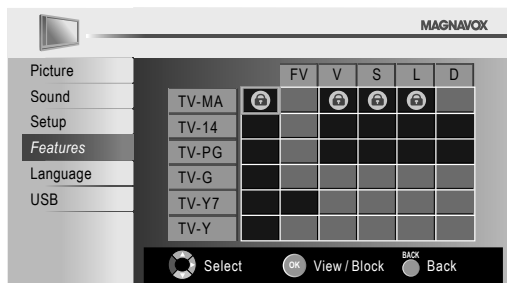 MAGNAVOX
Picture
Sound
Setup
Features
Language
USB
FV V S L D
TV-MA
TV-14
TV-PG
TV-G
TV-Y7
TV-Y
Select OK View / Block BACK Back